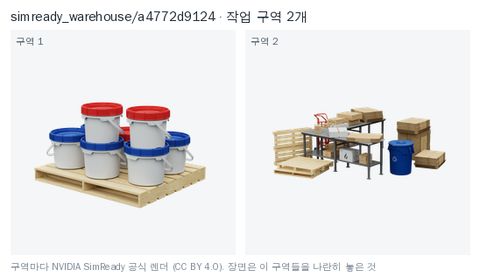 simready_warehouse/a4772d9124 · 작업 구역 2개
구역 1
구역 2
구역마다 NVIDIA SimReady 공식 렌더 (CC BY 4.0). 장면은 이 구역들을 나란히 놓은 것